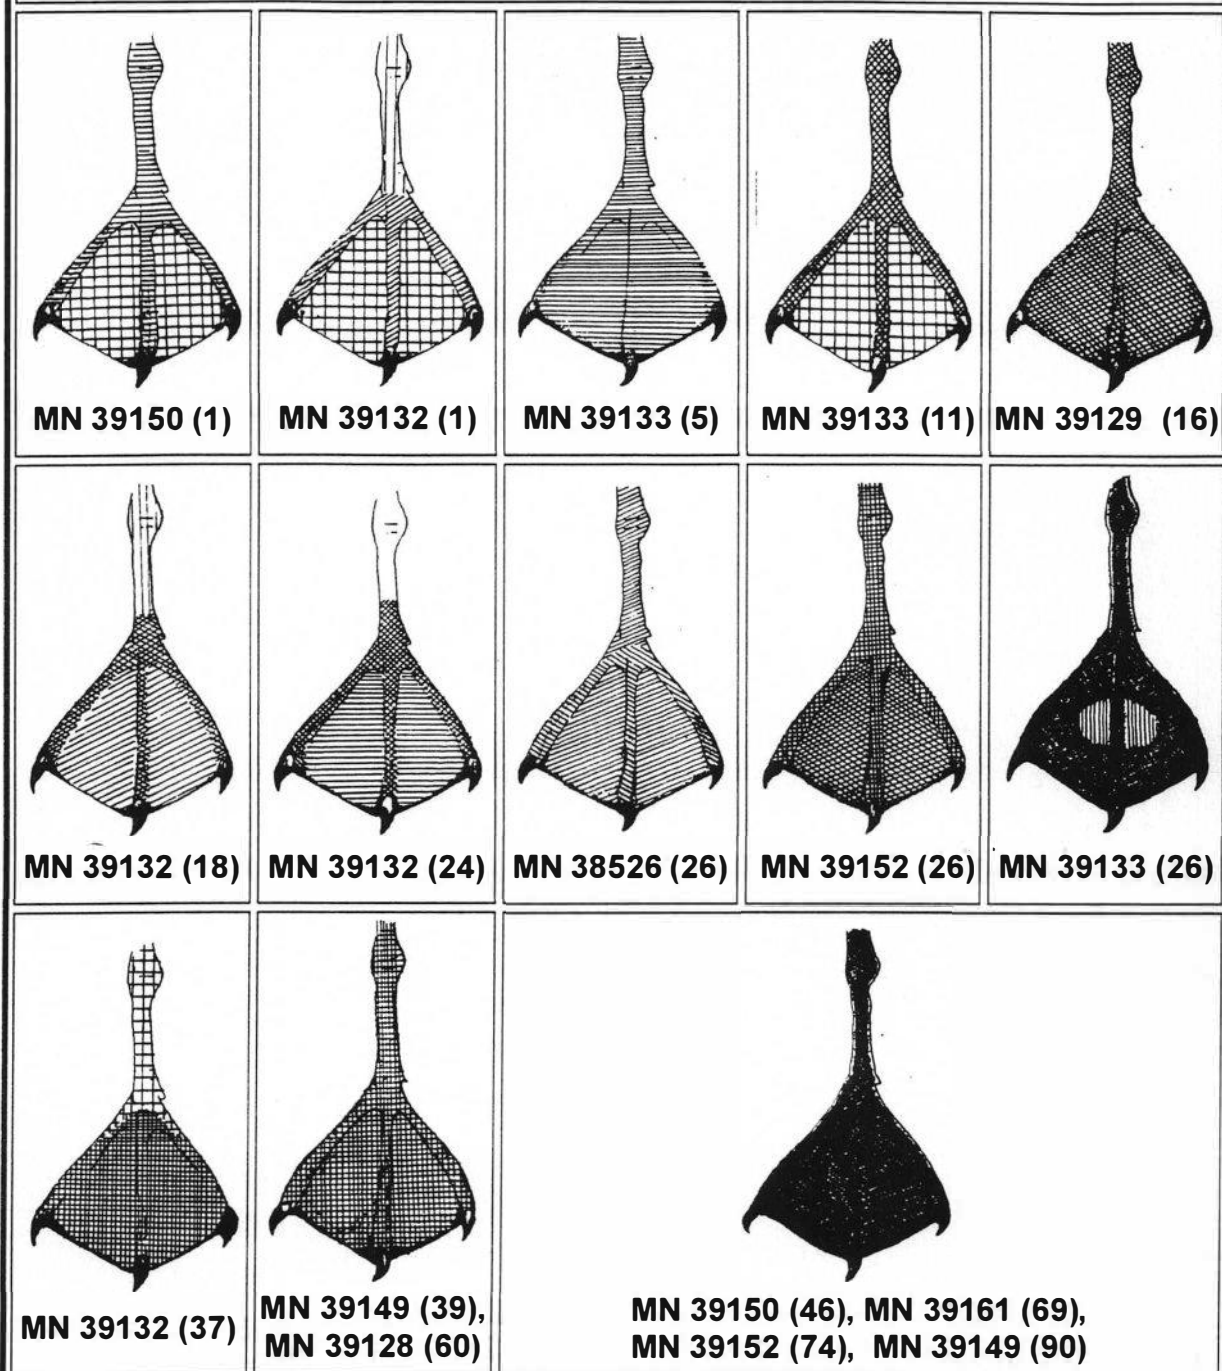 MN 39150 (1)
MN 39132 (1)
MN 39133 (5)
MN 39133 (11)
MN 39129 (16)
MN 39132 (18)
MN 39132 (24)
MN 38526 (26)
MN 39152 (26)
MN 39133 (26)
MN 39132 (37)
MN 39149 (39),
MN 39128 (60)
MN 39150 (46), MN 39161 (69),
MN 39152 (74), MN 39149 (90)